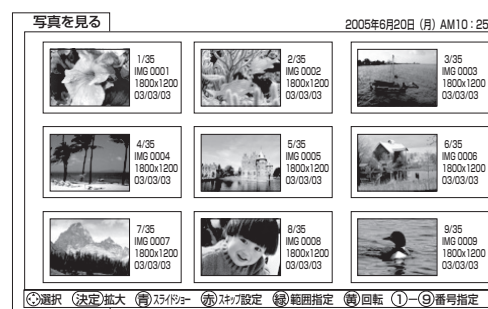 写真を見る
2005年6月20日（月）AM10：25
1/35
IMG 0001
1800x1200
03/03/03
2/35
IMG 0002
1800x1200
03/03/03
3/35
IMG 0003
1800x1200
03/03/03
4/35
IMG 0004
1800x1200
03/03/03
5/35
IMG 0005
1800x1200
03/03/03
6/35
IMG 0006
1800x1200
03/03/03
7/35
IMG 0007
1800x1200
03/03/03
8/35
IMG 0008
1800x1200
03/03/03
9/35
IMG 0009
1800x1200
03/03/03
選択 決定拡大 青スライドショー 赤スキップ設定 緑範囲指定 黄回転 ①－⑨番号指定